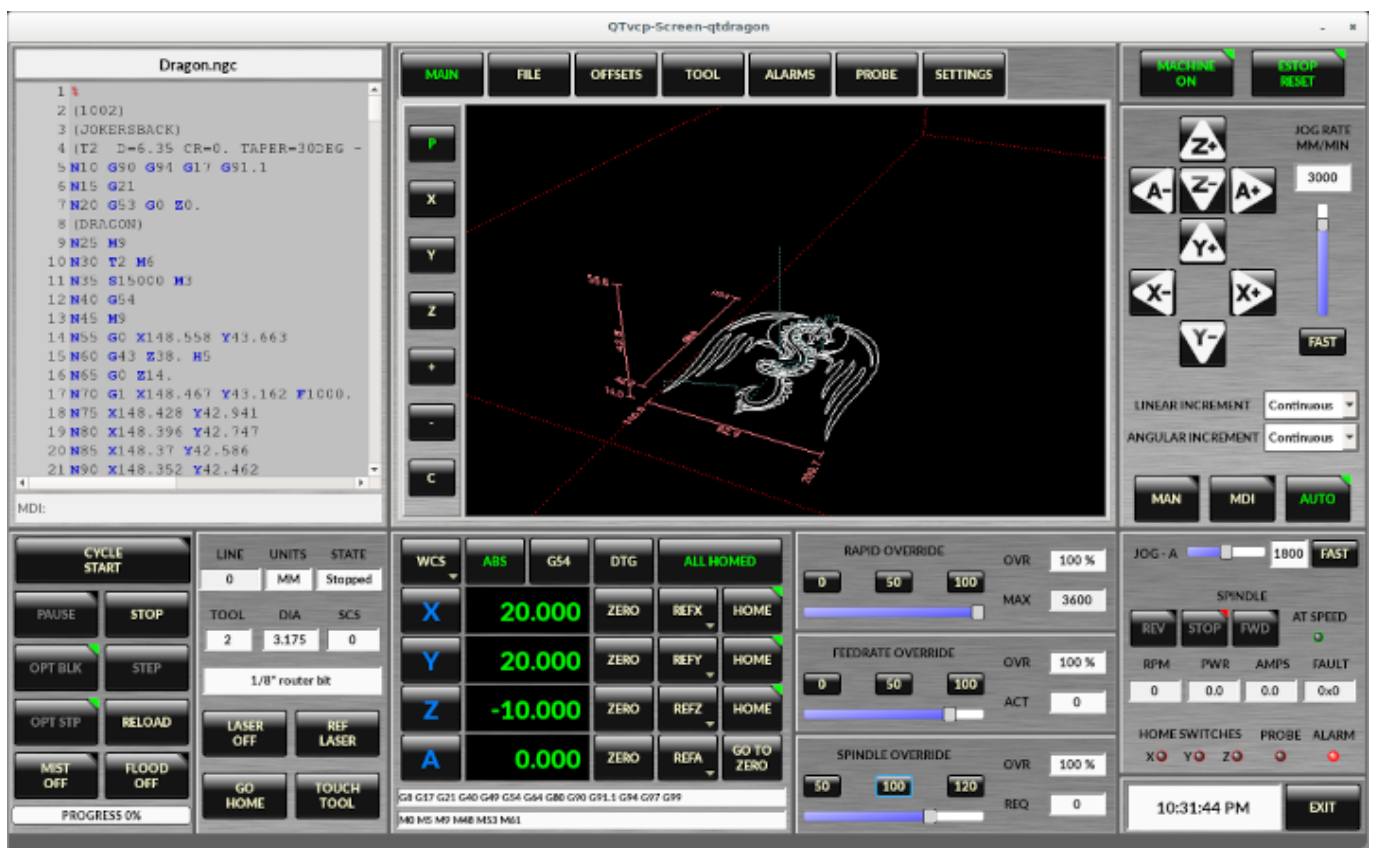 QTvcp-Screen-qtdragon
Dragon.ngc
1 %
2 (1002)
3 (JOKERSBACK)
4 (T2 D=6.35 CR=0. TAPER=30DEG -
5 N10 G90 G94 G17 G91.1
6 N15 G21
7 N20 G53 G0 Z0.
8 (DRAGON)
9 N25 M9
10 N30 T2 M6
11 N35 S15000 M3
12 N40 G54
13 N45 M9
14 N55 G0 X148.558 Y43.663
15 N60 G43 Z38. H5
16 N65 G0 Z14.
17 N70 G1 X148.467 Y43.162 F1000.
18 N75 X148.428 Y42.941
19 N80 X148.396 Y42.747
20 N85 X148.37 Y42.586
21 N90 X148.352 Y42.462
MDI:
MAIN FILE OFFSETS TOOL ALARMS PROBE SETTINGS
P
X
Y
Z
+
-
C
MACHINE ON
ESTOP RESET
JOG RATE
MM/MIN
3000
Z+
A- Z- A+
Y+
X- X+
Y-
FAST
LINEAR INCREMENT Continuous
ANGULAR INCREMENT Continuous
MAN MDI AUTO
CYCLE
START
PAUSE STOP
OPT BLK STEP
OPT STP RELOAD
MIST OFF
FLOOD OFF
PROGRESS 0%
LINE UNITS STATE
0 MM Stopped
TOOL DIA SCS
2 3.175 0
1/8" router bit
LASER OFF
REF LASER
GO HOME
TOUCH TOOL
WCS ABS G54 DTG ALL HOMED
X 20.000 ZERO REFX HOME
Y 20.000 ZERO REFY HOME
Z -10.000 ZERO REFZ HOME
A 0.000 ZERO REFA GO TO ZERO
G8 G17 G21 G40 G49 G54 G64 G80 G90 G91.1 G94 G97 G99
M0 M5 M9 M48 M53 M61
RAPID OVERRIDE
0 50 100
OVR 100 %
MAX 3600
FEEDRATE OVERRIDE
0 50 100
OVR 100 %
ACT 0
SPINDLE OVERRIDE
50 100 120
OVR 100 %
REQ 0
JOG - A 1800 FAST
SPINDLE
REV STOP FWD AT SPEED
RPM PWR AMPS FAULT
0 0.0 0.0 0x0
HOME SWITCHES PROBE ALARM
X Y Z
10:31:44 PM EXIT